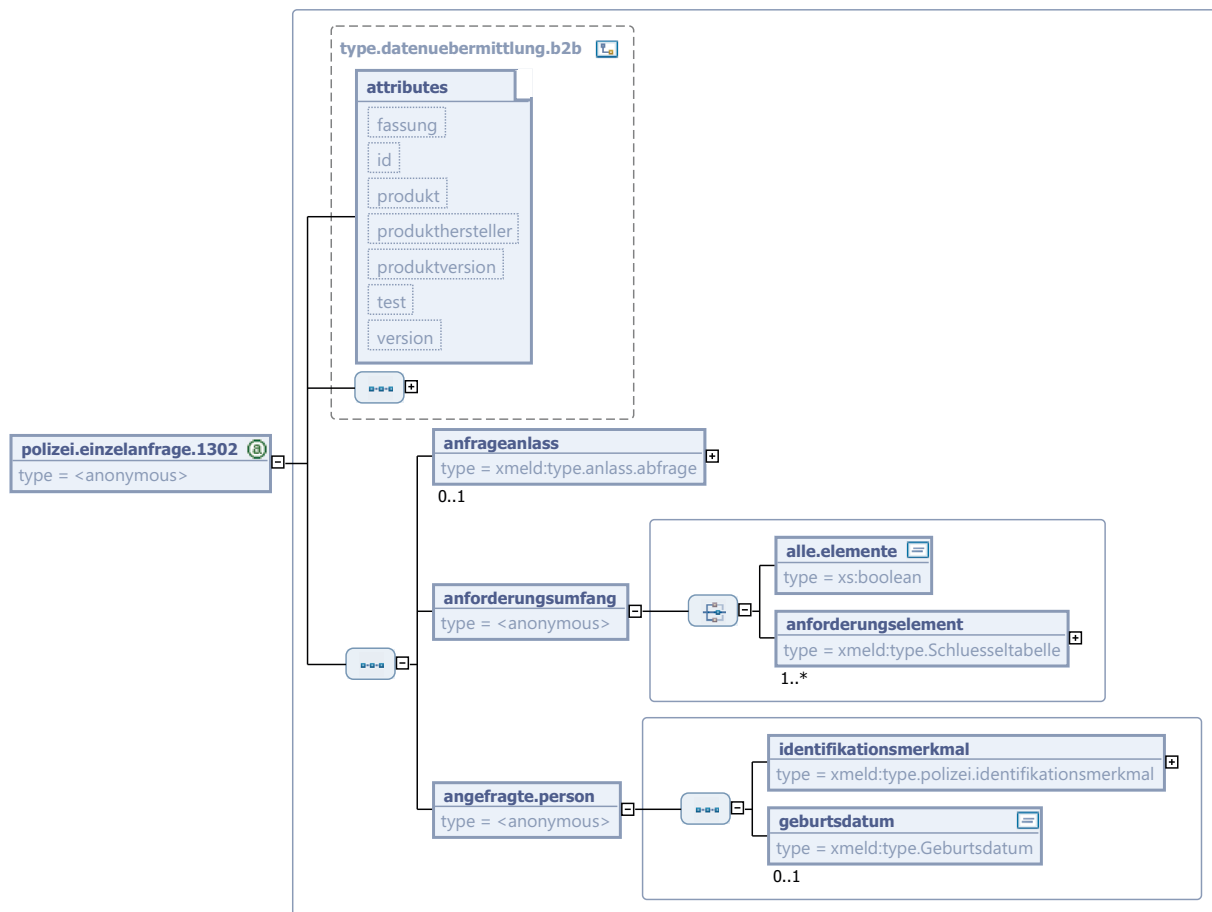 type.datenuebermittlung.b2b
attributes
fassung
id
produkt
produkthersteller
produktversion
test
version
polizei.einzelanfrage.1302
type = <anonymous>
anfrageanlass
type = xmeld:type.anlass.abfrage
0..1
anforderungsumfang
type = <anonymous>
alle.elemente
type = xs:boolean
anforderungselement
type = xmeld:type.Schluesseltabelle
1..*
angefragte.person
type = <anonymous>
identifikationsmerkmal
type = xmeld:type.polizei.identifikationsmerkmal
geburtsdatum
type = xmeld:type.Geburtsdatum
0..1